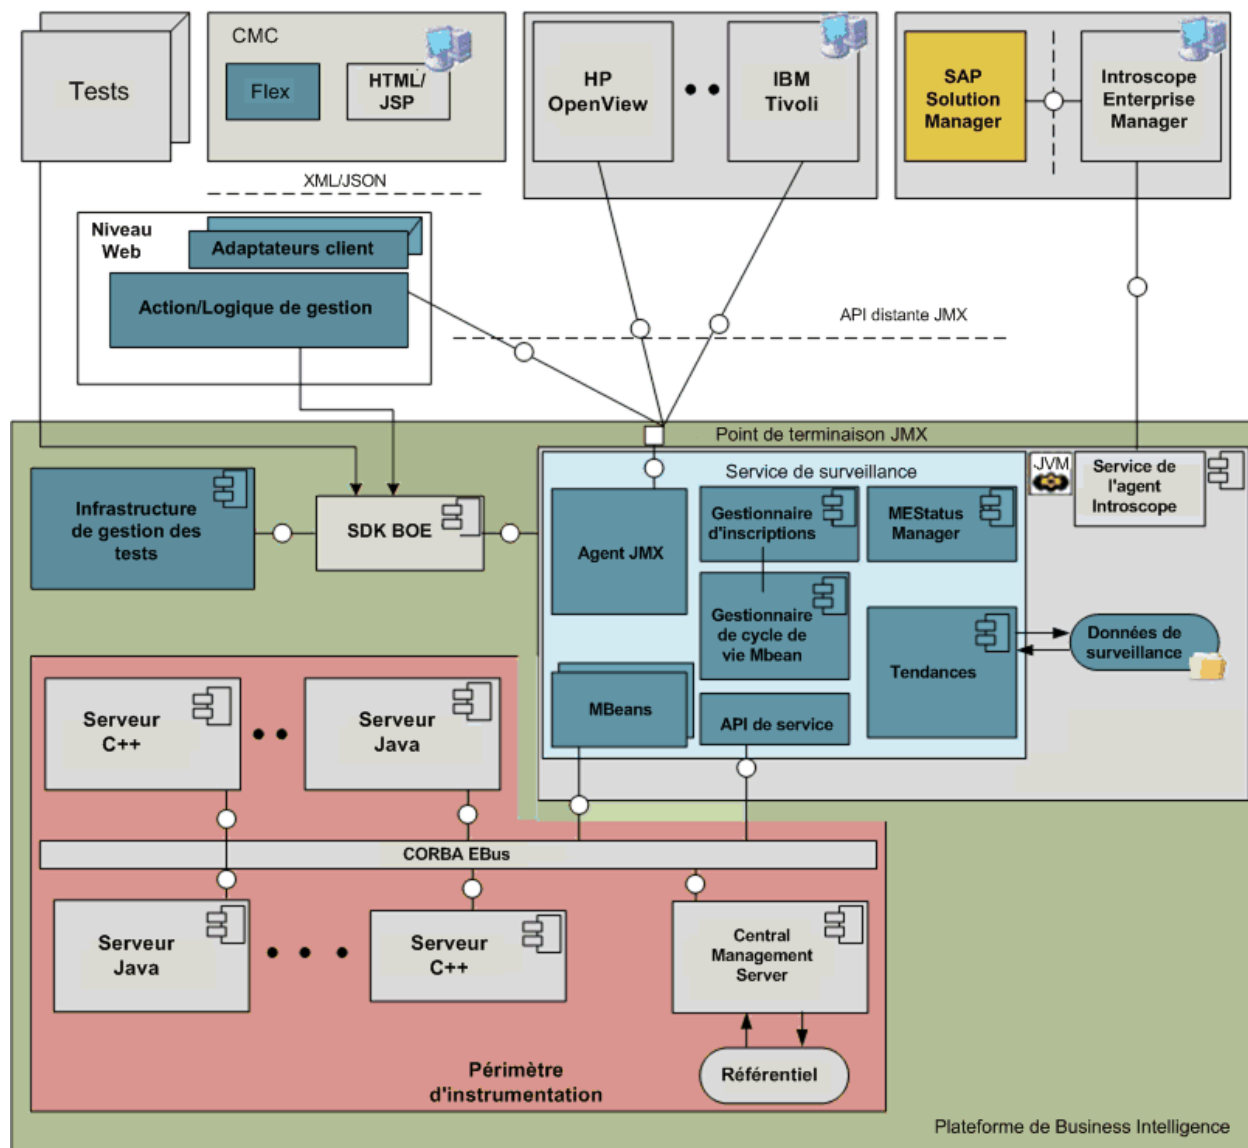 Tests
CMC
Flex
HTML/
JSP
HP
OpenView
IBM
Tivoli
SAP
Solution
Manager
Introscope
Enterprise
Manager
XML/JSON
Niveau
Web
Adaptateurs client
Action/Logique de gestion
API distante JMX
Point de terminaison JMX
Infrastructure
de gestion des
tests
SDK BOE
Service de surveillance
Agent JMX
Gestionnaire
d'inscriptions
MEStatus
Manager
JVM
Service de
l'agent
Introscope
Gestionnaire
de cycle de
vie Mbean
Tendances
Données de
surveillance
MBeans
API de service
Serveur
C++
Serveur
Java
CORBA EBus
Serveur
Java
Serveur
C++
Central
Management
Server
Référentiel
Périmètre
d'instrumentation
Plateforme de Business Intelligence